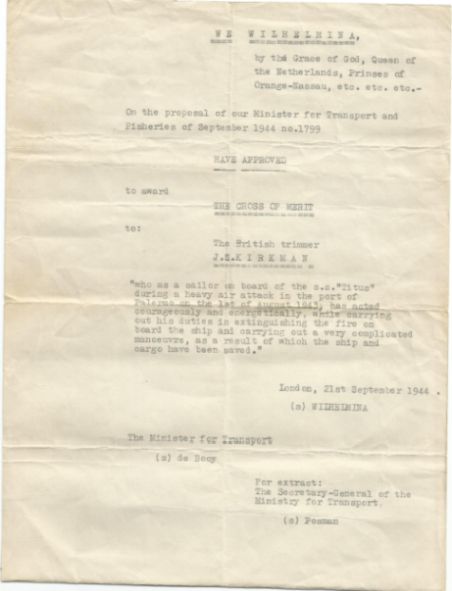 WE WILHELMINA,
by the Grace of God, Queen of
the Netherlands, Prinses of
Orange-Nassau, etc. etc. etc.-
On the proposal of our Minister for Transport and
Fisheries of September 1944 no.1799
HAVE APPROVED
to award
THE CROSS OF MERIT
to:
The British trimmer
J.S.KIRKMAN
"who as a sailor on board of the s.s."Titus"
during a heavy air attack in the port of
Palermo on the 1st of August 1943, has acted
courageously and energetically, while carrying
out his duties in extinguishing the fire on
board the ship and carrying out a very complicated
manoeuvre, as a result of which the ship and
cargo have been saved."
London, 21st September 1944.
(s) WILHELMINA
The Minister for Transport
(s) de Booy
For extract:
The Secretary-General of the
Ministry for Transport.
(s) Posman